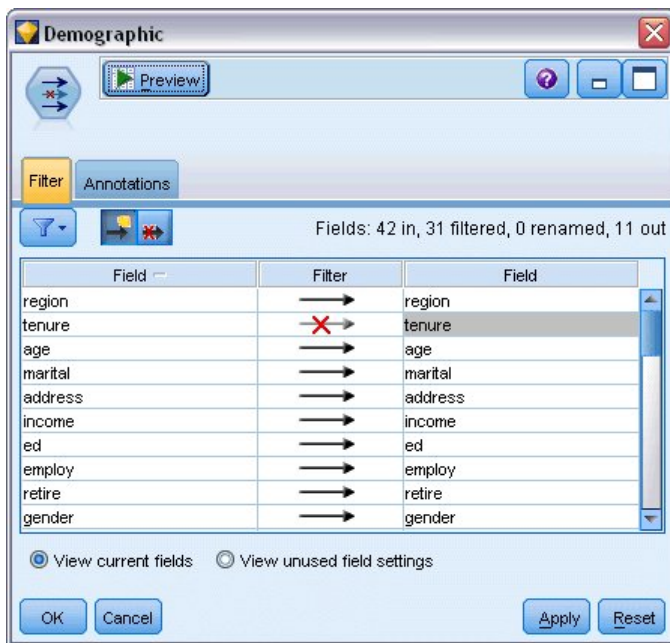 Demographic
Preview
Filter Annotations
Fields: 42 in, 31 filtered, 0 renamed, 11 out
Field Filter Field
region region
tenure tenure
age age
marital marital
address address
income income
ed ed
employ employ
retire retire
gender gender
View current fields View unused field settings
OK Cancel Apply Reset